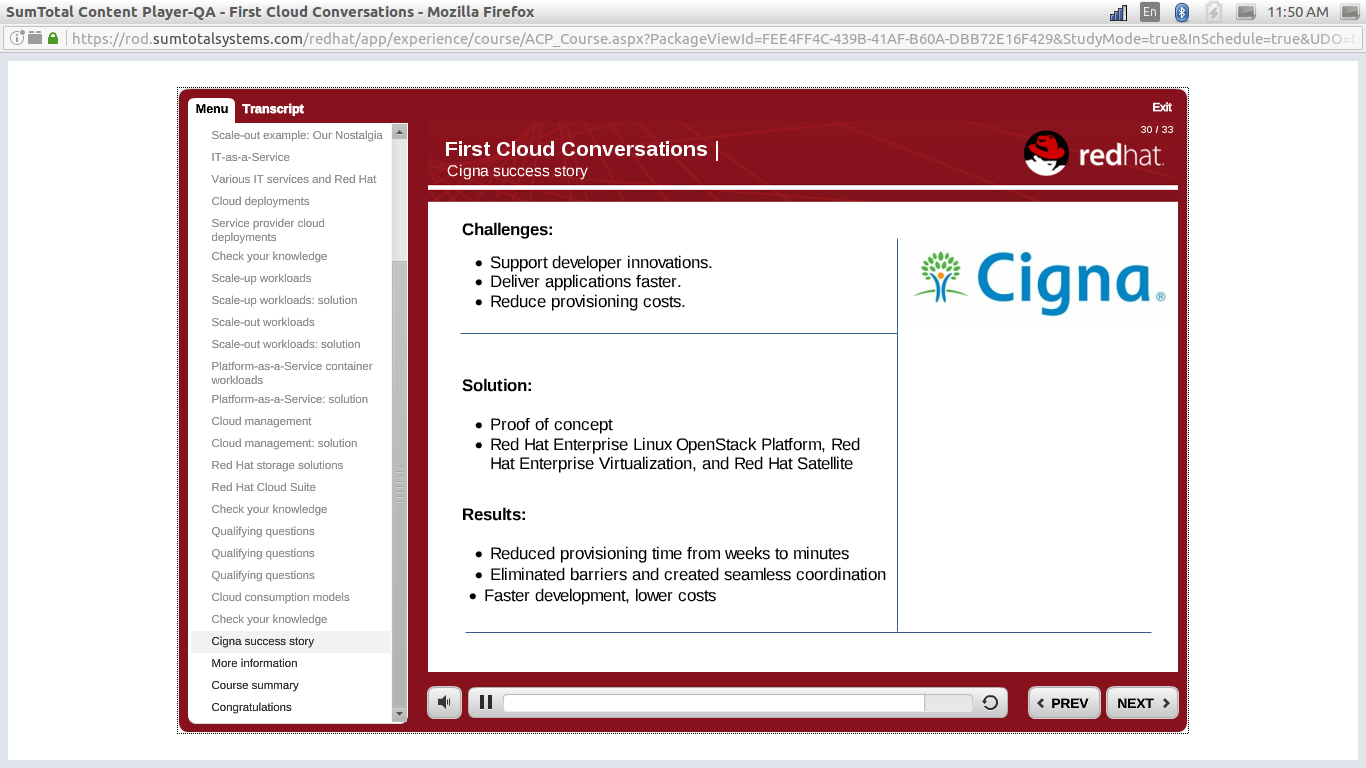 SumTotal Content Player-QA - First Cloud Conversations - Mozilla Firefox
En
11:50 AM
https://rod.sumtotalsystems.com/redhat/app/experience/course/ACP_Course.aspx?PackageViewId=FEE4FF4C-439B-41AF-B60A-DBB72E16F429&StudyMode=true&InSchedule=true&UDO=
Menu
Transcript
Exit
Scale-out example: Our Nostalgia
IT-as-a-Service
Various IT services and Red Hat
Cloud deployments
Service provider cloud
deployments
Check your knowledge
Scale-up workloads
Scale-up workloads: solution
Scale-out workloads
Scale-out workloads: solution
Platform-as-a-Service container
workloads
Platform-as-a-Service: solution
Cloud management
Cloud management: solution
Red Hat storage solutions
Red Hat Cloud Suite
Check your knowledge
Qualifying questions
Qualifying questions
Qualifying questions
Cloud consumption models
Check your knowledge
Cigna success story
More information
Course summary
Congratulations
30 / 33
First Cloud Conversations |
Cigna success story
redhat.
Challenges:
• Support developer innovations.
• Deliver applications faster.
• Reduce provisioning costs.
Cigna®
Solution:
• Proof of concept
• Red Hat Enterprise Linux OpenStack Platform, Red
Hat Enterprise Virtualization, and Red Hat Satellite
Results:
• Reduced provisioning time from weeks to minutes
• Eliminated barriers and created seamless coordination
• Faster development, lower costs
PREV
NEXT